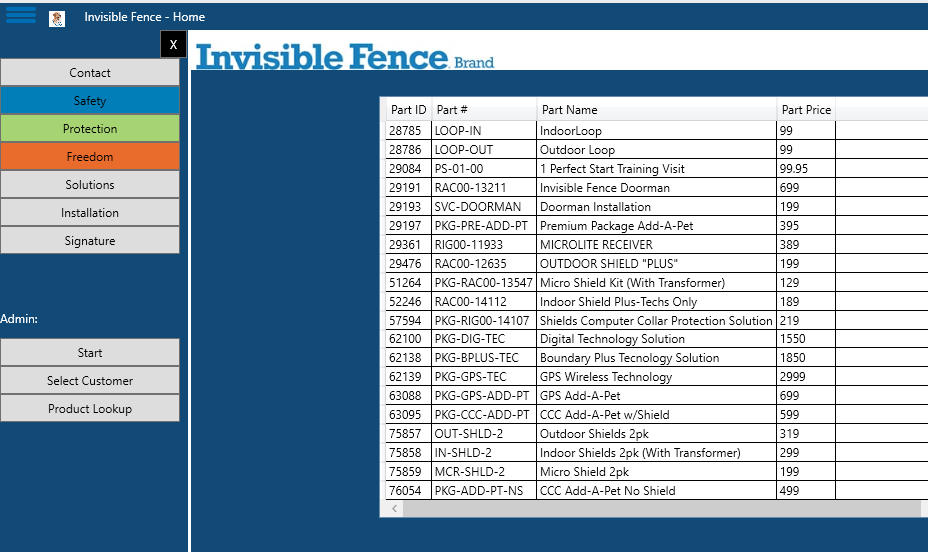 Invisible Fence - Home
X
Invisible Fence Brand
Contact
Safety
Protection
Freedom
Solutions
Installation
Signature
Admin:
Start
Select Customer
Product Lookup
Part ID Part # Part Name Part Price
28785 LOOP-IN IndoorLoop 99
28786 LOOP-OUT Outdoor Loop 99
29084 PS-01-00 1 Perfect Start Training Visit 99.95
29191 RAC00-13211 Invisible Fence Doorman 699
29193 SVC-DOORMAN Doorman Installation 199
29197 PKG-PRE-ADD-PT Premium Package Add-A-Pet 395
29361 RIG00-11933 MICROLITE RECEIVER 389
29476 RAC00-12635 OUTDOOR SHIELD "PLUS" 199
51264 PKG-RAC00-13547 Micro Shield Kit (With Transformer) 129
52246 RAC00-14112 Indoor Shield Plus-Techs Only 189
57594 PKG-RIG00-14107 Shields Computer Collar Protection Solution 219
62100 PKG-DIG-TEC Digital Technology Solution 1550
62138 PKG-BPLUS-TEC Boundary Plus Tecnology Solution 1850
62139 PKG-GPS-TEC GPS Wireless Technology 2999
63088 PKG-GPS-ADD-PT GPS Add-A-Pet 699
63095 PKG-CCC-ADD-PT CCC Add-A-Pet w/Shield 599
75857 OUT-SHLD-2 Outdoor Shields 2pk 319
75858 IN-SHLD-2 Indoor Shields 2pk (With Transformer) 299
75859 MCR-SHLD-2 Micro Shield 2pk 199
76054 PKG-ADD-PT-NS CCC Add-A-Pet No Shield 499